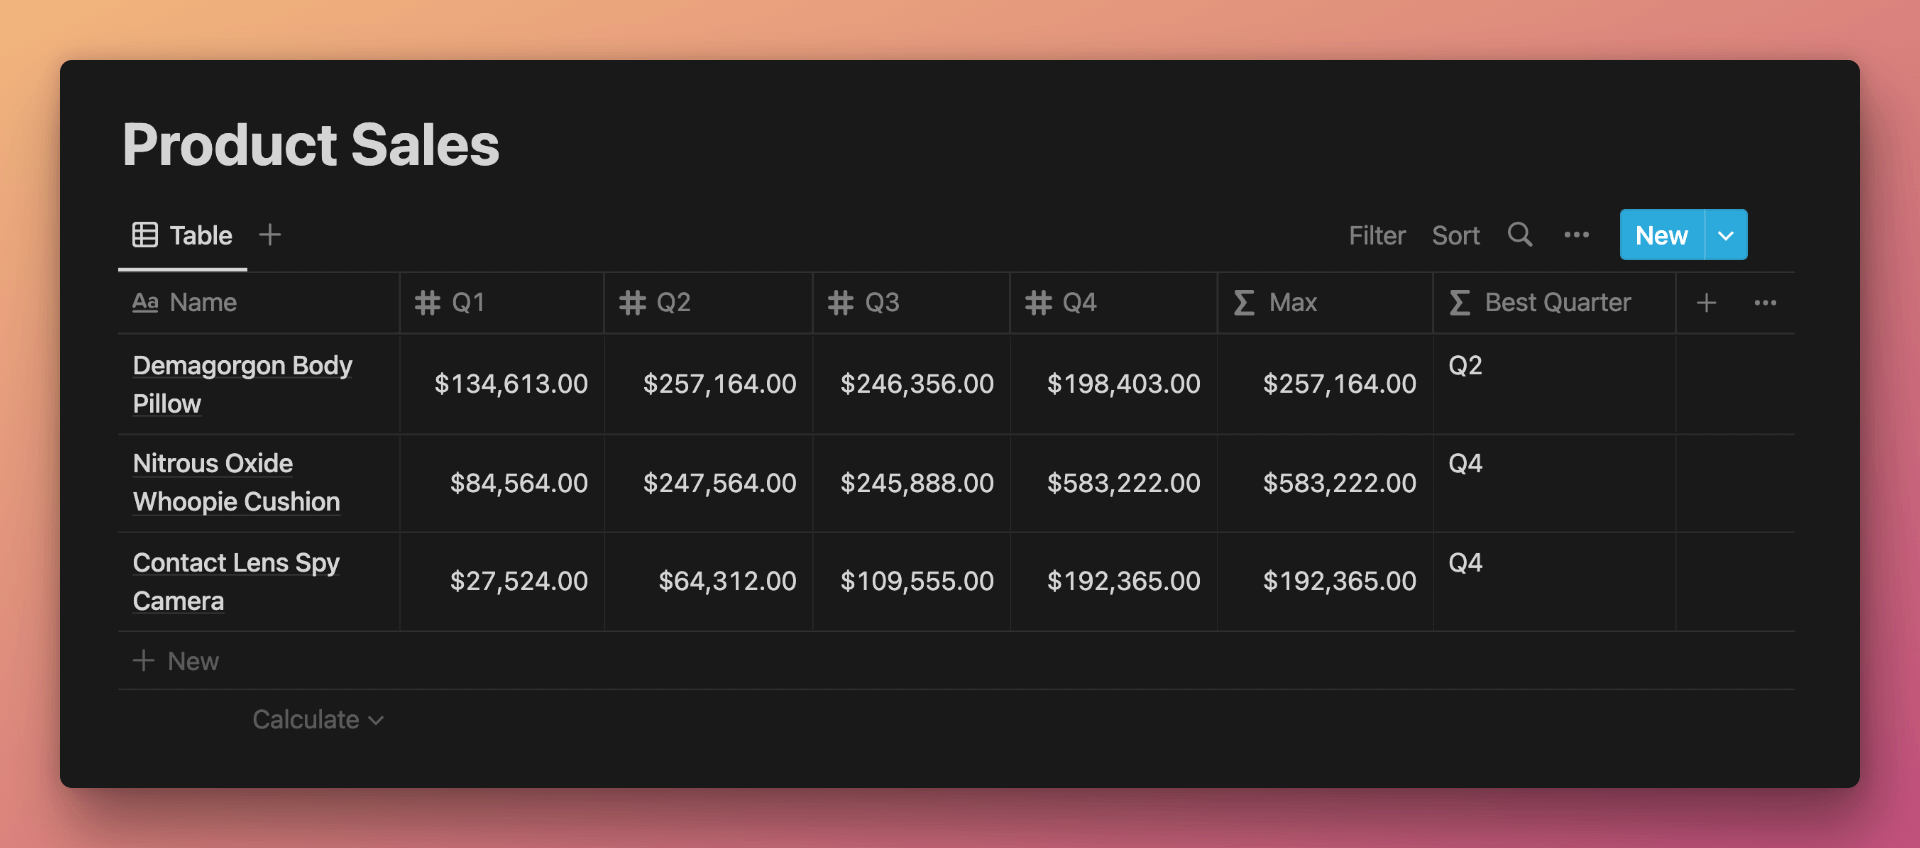 Product Sales
Table
Filter Sort New
Aa Name Q1 Q2 Q3 Q4 Max Best Quarter
Demagorgon Body
Pillow
$134,613.00 $257,164.00 $246,356.00 $198,403.00 $257,164.00 Q2
Nitrous Oxide
Whoopie Cushion
$84,564.00 $247,564.00 $245,888.00 $583,222.00 $583,222.00 Q4
Contact Lens Spy
Camera
$27,524.00 $64,312.00 $109,555.00 $192,365.00 $192,365.00 Q4
New
Calculate